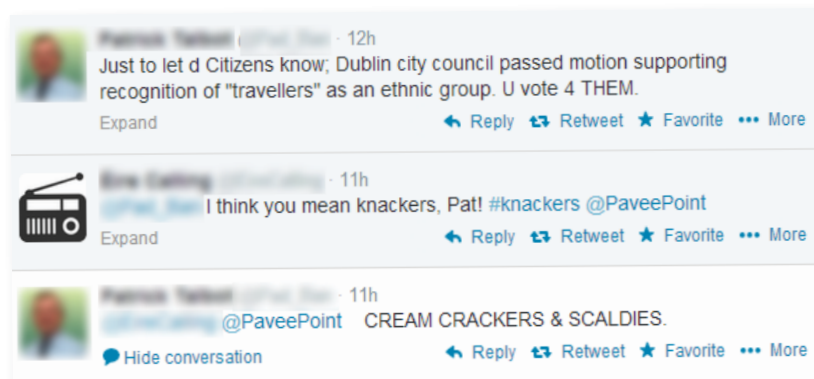 12h
Just to let d Citizens know; Dublin city council passed motion supporting
recognition of "travellers" as an ethnic group. U vote 4 THEM.
Expand Reply Retweet Favorite More
11h
I think you mean knackers, Pat! #knackers @PaveePoint
Expand Reply Retweet Favorite More
11h
@PaveePoint CREAM CRACKERS & SCALDIES.
Hide conversation Reply Retweet Favorite More